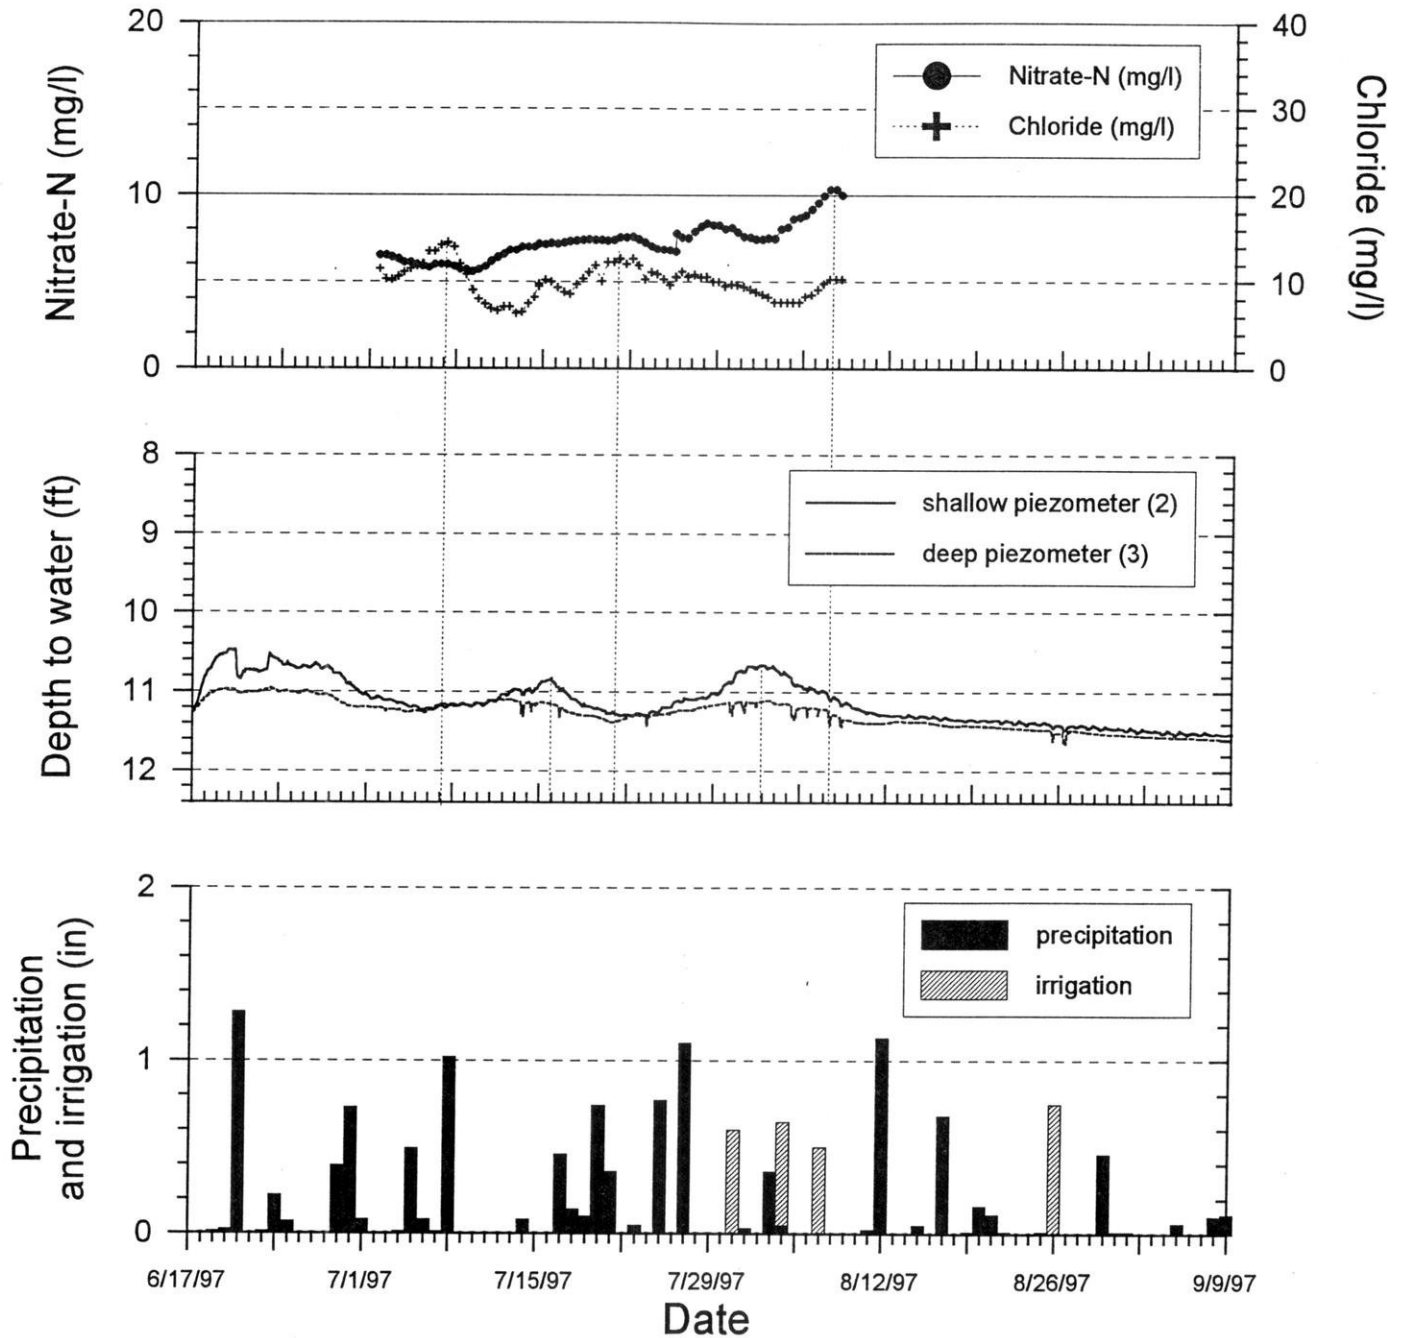 20
10
0
Nitrate-N (mg/l)
40
30
20
10
0
Chloride (mg/l)
Nitrate-N (mg/l)
Chloride (mg/l)
8
9
10
11
12
Depth to water (ft)
shallow piezometer (2)
deep piezometer (3)
2
1
0
Precipitation
and irrigation (in)
precipitation
irrigation
6/17/97 7/1/97 7/15/97 7/29/97 8/12/97 8/26/97 9/9/97
Date